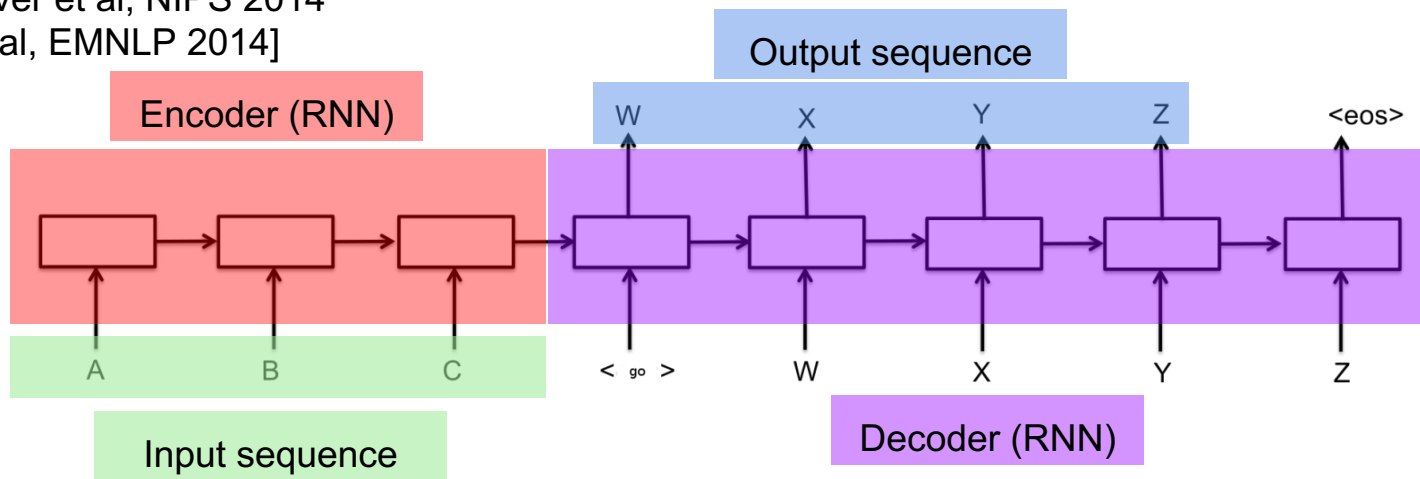 ver et al, NIPS 2014
al, EMNLP 2014]
Output sequence
Encoder (RNN)
W X Y Z <eos>
A B C < go > W X Y Z
Decoder (RNN)
Input sequence